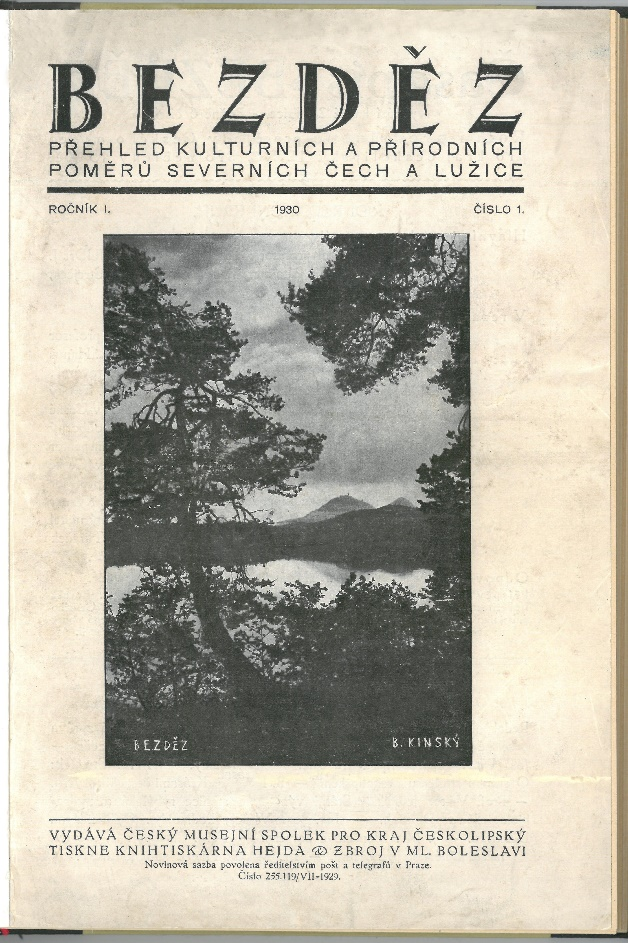 BEZDĚZ
PŘEHLED KULTURNÍCH A PŘÍRODNÍCH
POMĚRŮ SEVERNÍCH ČECH A LUŽICE
ROČNÍK I. 1930 ČÍSLO 1.
BEZDĚZ B. KINSKÝ
VYDÁVÁ ČESKÝ MUSEJNÍ SPOLEK PRO KRAJ ČESKOLIPSKÝ
TISKNE KNIHTISKÁRNA HEJDA & ZBROJ V ML. BOLESLAVI
Novinová sazba povolena ředitelstvím pošt a telegrafů v Praze.
Číslo 255.119/VII-1929.